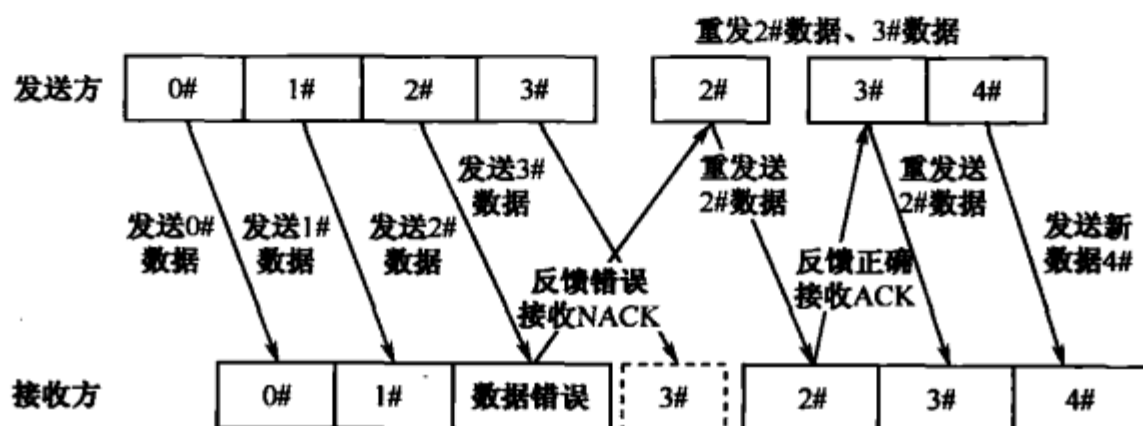 重发2#数据、3#数据
发送方
0#
1#
2#
3#
2#
3#
4#
发送0#
数据
发送1#
数据
发送2#
数据
发送3#
数据
反馈错误
接收NACK
重发送
2#数据
反馈正确
接收ACK
重发送
2#数据
发送新
数据4#
接收方
0#
1#
数据错误
3#
2#
3#
4#